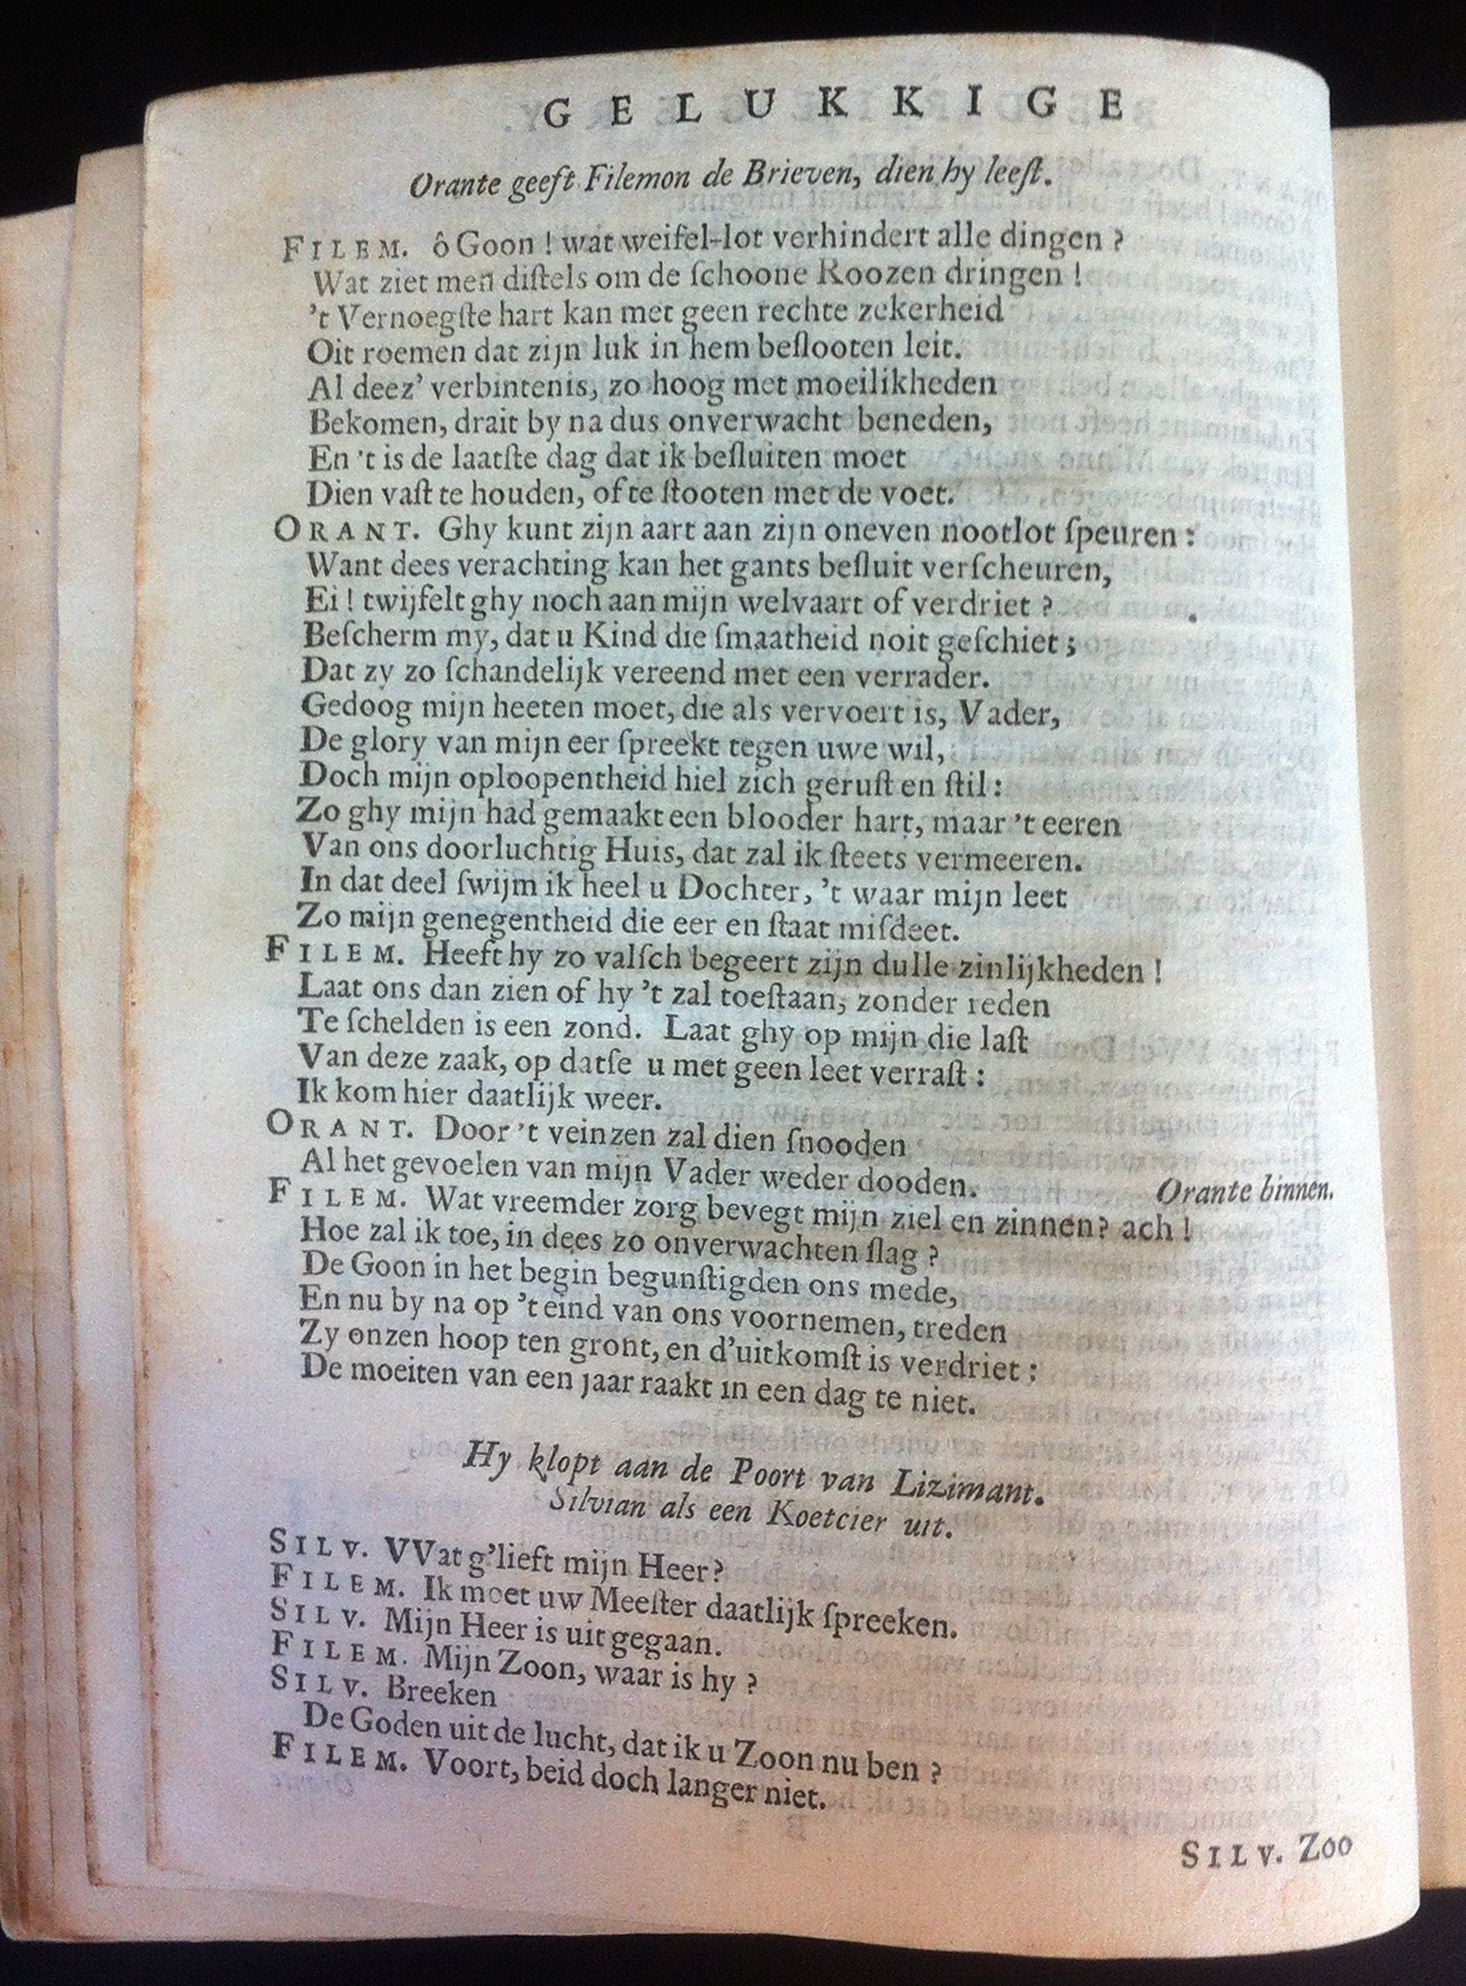 GELUKKIGE
Orante geeft Filemon de Brieven, dien hy leeſt.
FILEM. ô Goon! wat weifel-lot verhindert alle dingen?
Wat ziet men diſtels om de ſchoone Roozen dringen!
't Vernoegſte hart kan met geen rechte zekerheid
Oit roemen dat zijn luk in hem beſlooten leit.
Al deez' verbintenis, zo hoog met moeilikheden
Bekomen, drait by na dus onverwacht beneden,
En 't is de laatſte dag dat ik beſluiten moet
Dien vaſt te houden, of te ſtooten met de voet.
ORANT. Ghy kunt zijn aart aan zijn oneven nootlot ſpeuren:
Want dees verachting kan het gants beſluit verſcheuren,
Ei! twijfelt ghy noch aan mijn welvaart of verdriet?
Beſcherm my, dat u Kind die ſmaatheid noit geſchiet;
Dat zy zo ſchandelijk vereend met een verrader.
Gedoog mijn heeten moet, die als vervoert is, Vader,
De glory van mijn eer ſpreekt tegen uwe wil,
Doch mijn oploopentheid hiel zich geruſt en ſtil:
Zo ghy mijn had gemaakt een blooder hart, maar 't eeren
Van ons doorluchtig Huis, dat zal ik ſteets vermeeren.
In dat deel ſwijm ik heel u Dochter, 't waar mijn leet
Zo mijn genegentheid die eer en ſtaat miſdeet.
FILEM. Heeft hy zo valſch begeert zijn dulle zinlijkheden!
Laat ons dan zien of hy 't zal toeſtaan, zonder reden
Te ſchelden is een zond. Laat ghy op mijn die laſt
Van deze zaak, op datſe u met geen leet verraſt:
Ik kom hier daatlijk weer.
ORANT. Door 't veinzen zal dien ſnooden
Al het gevoelen van mijn Vader weder dooden. Orante binnen.
FILEM. Wat vreemder zorg bevegt mijn ziel en zinnen? ach!
Hoe zal ik toe, in dees zo onverwachten ſlag?
De Goon in het begin begunſtigden ons mede,
En nu by na op 't eind van ons voornemen, treden
Zy onzen hoop ten gront, en d'uitkomſt is verdriet;
De moeiten van een jaar raakt in een dag te niet.
Hy klopt aan de Poort van Lizimant.
Silvian als een Koetcier uit.
SILV. VVat g'lieft mijn Heer?
FILEM. Ik moet uw Meeſter daatlijk ſpreeken.
SILV. Mijn Heer is uit gegaan.
FILEM. Mijn Zoon, waar is hy?
SILV. Breeken
De Goden uit de lucht, dat ik u Zoon nu ben?
FILEM. Voort, beid doch langer niet.
SILV. Zoo